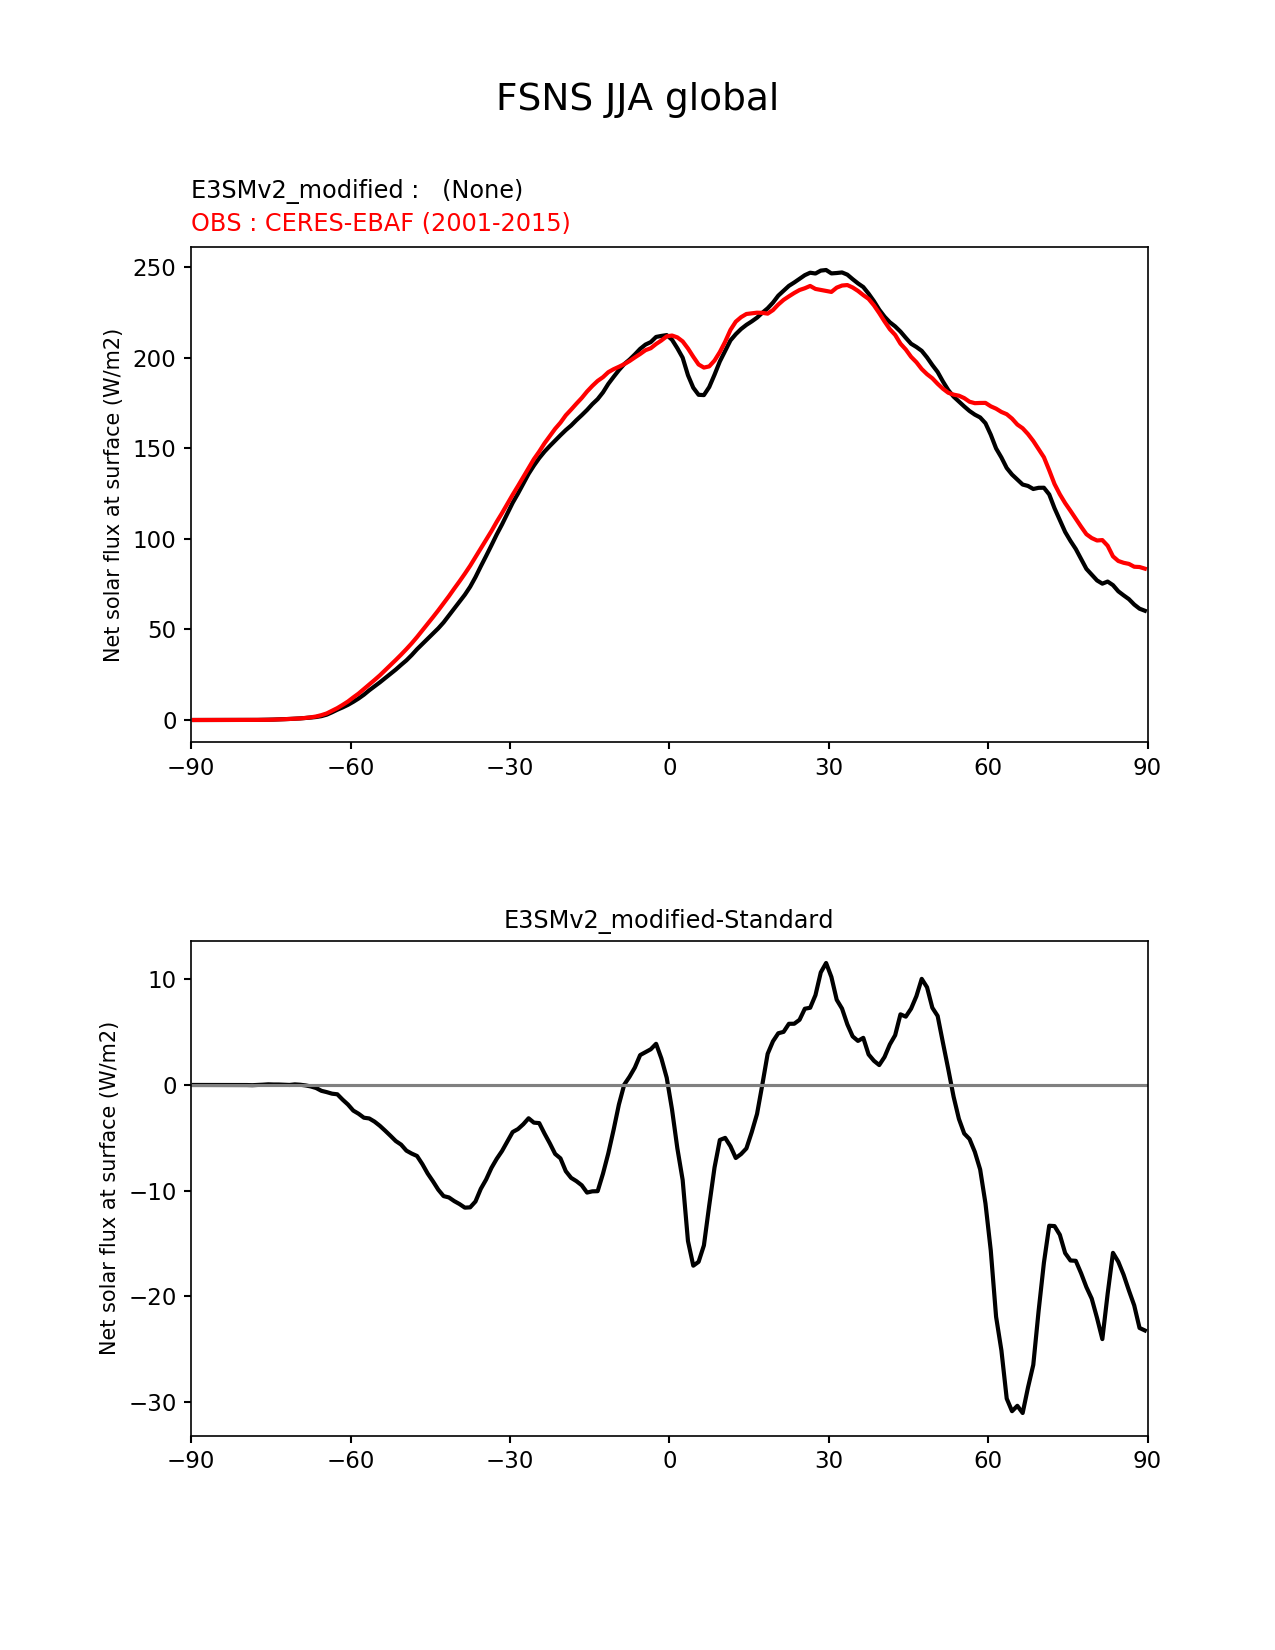 FSNS JJA global
E3SMv2_modified :   (None)
OBS : CERES-EBAF (2001-2015)
Net solar flux at surface (W/m2)
250
200
150
100
50
0
−90 −60 −30 0 30 60 90
E3SMv2_modified-Standard
Net solar flux at surface (W/m2)
10
0
−10
−20
−30
−90 −60 −30 0 30 60 90